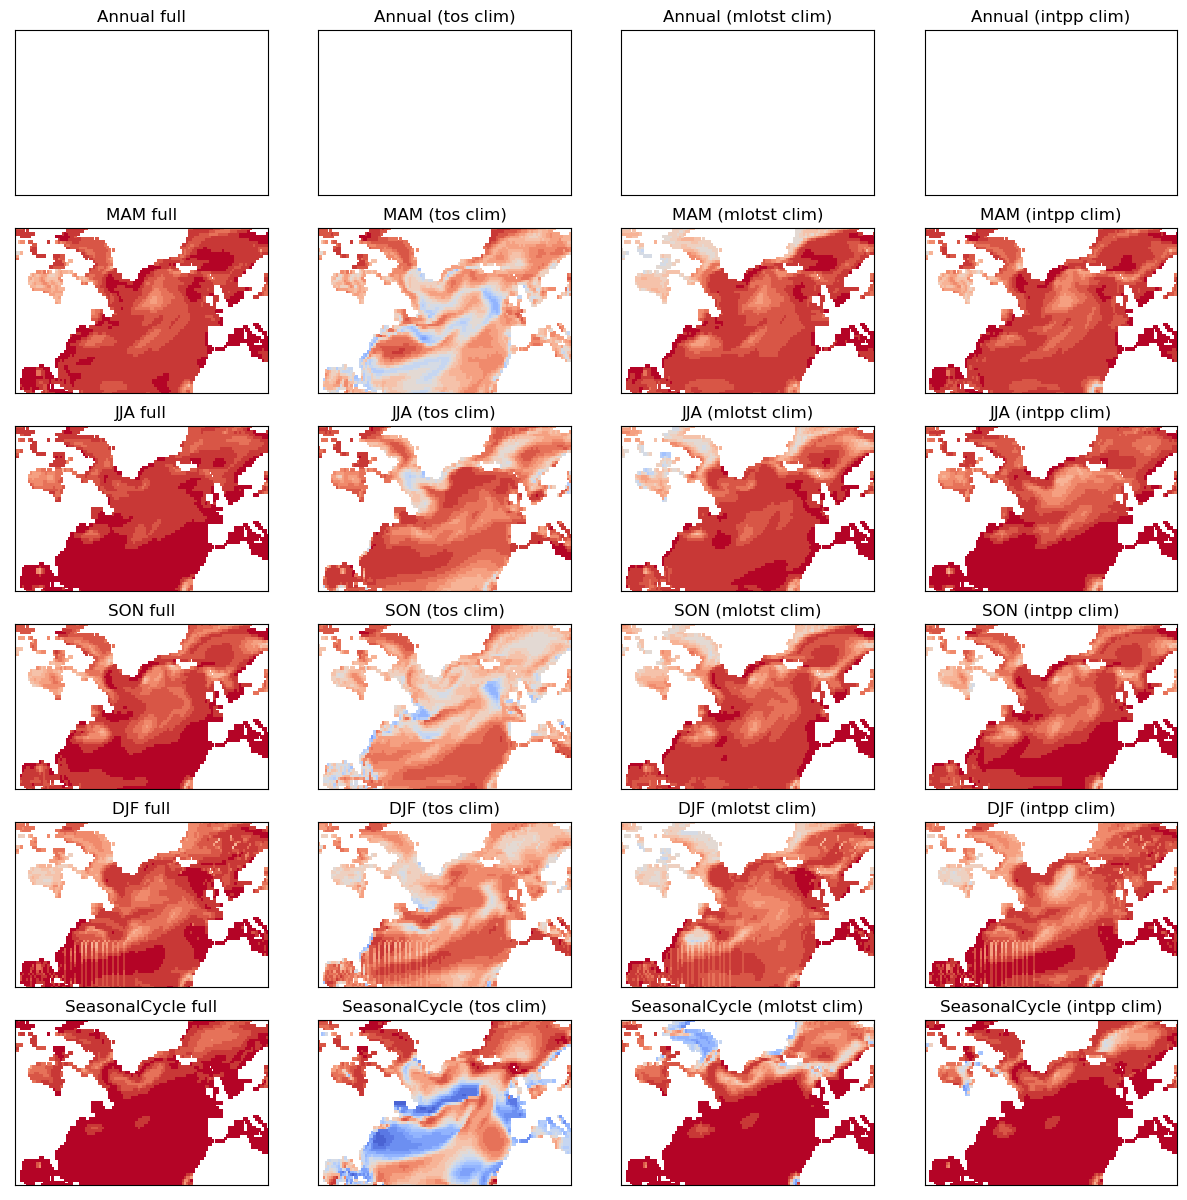 Annual full
Annual (tos clim)
Annual (mlotst clim)
Annual (intpp clim)
MAM full
MAM (tos clim)
MAM (mlotst clim)
MAM (intpp clim)
JJA full
JJA (tos clim)
JJA (mlotst clim)
JJA (intpp clim)
SON full
SON (tos clim)
SON (mlotst clim)
SON (intpp clim)
DJF full
DJF (tos clim)
DJF (mlotst clim)
DJF (intpp clim)
SeasonalCycle full
SeasonalCycle (tos clim)
SeasonalCycle (mlotst clim)
SeasonalCycle (intpp clim)